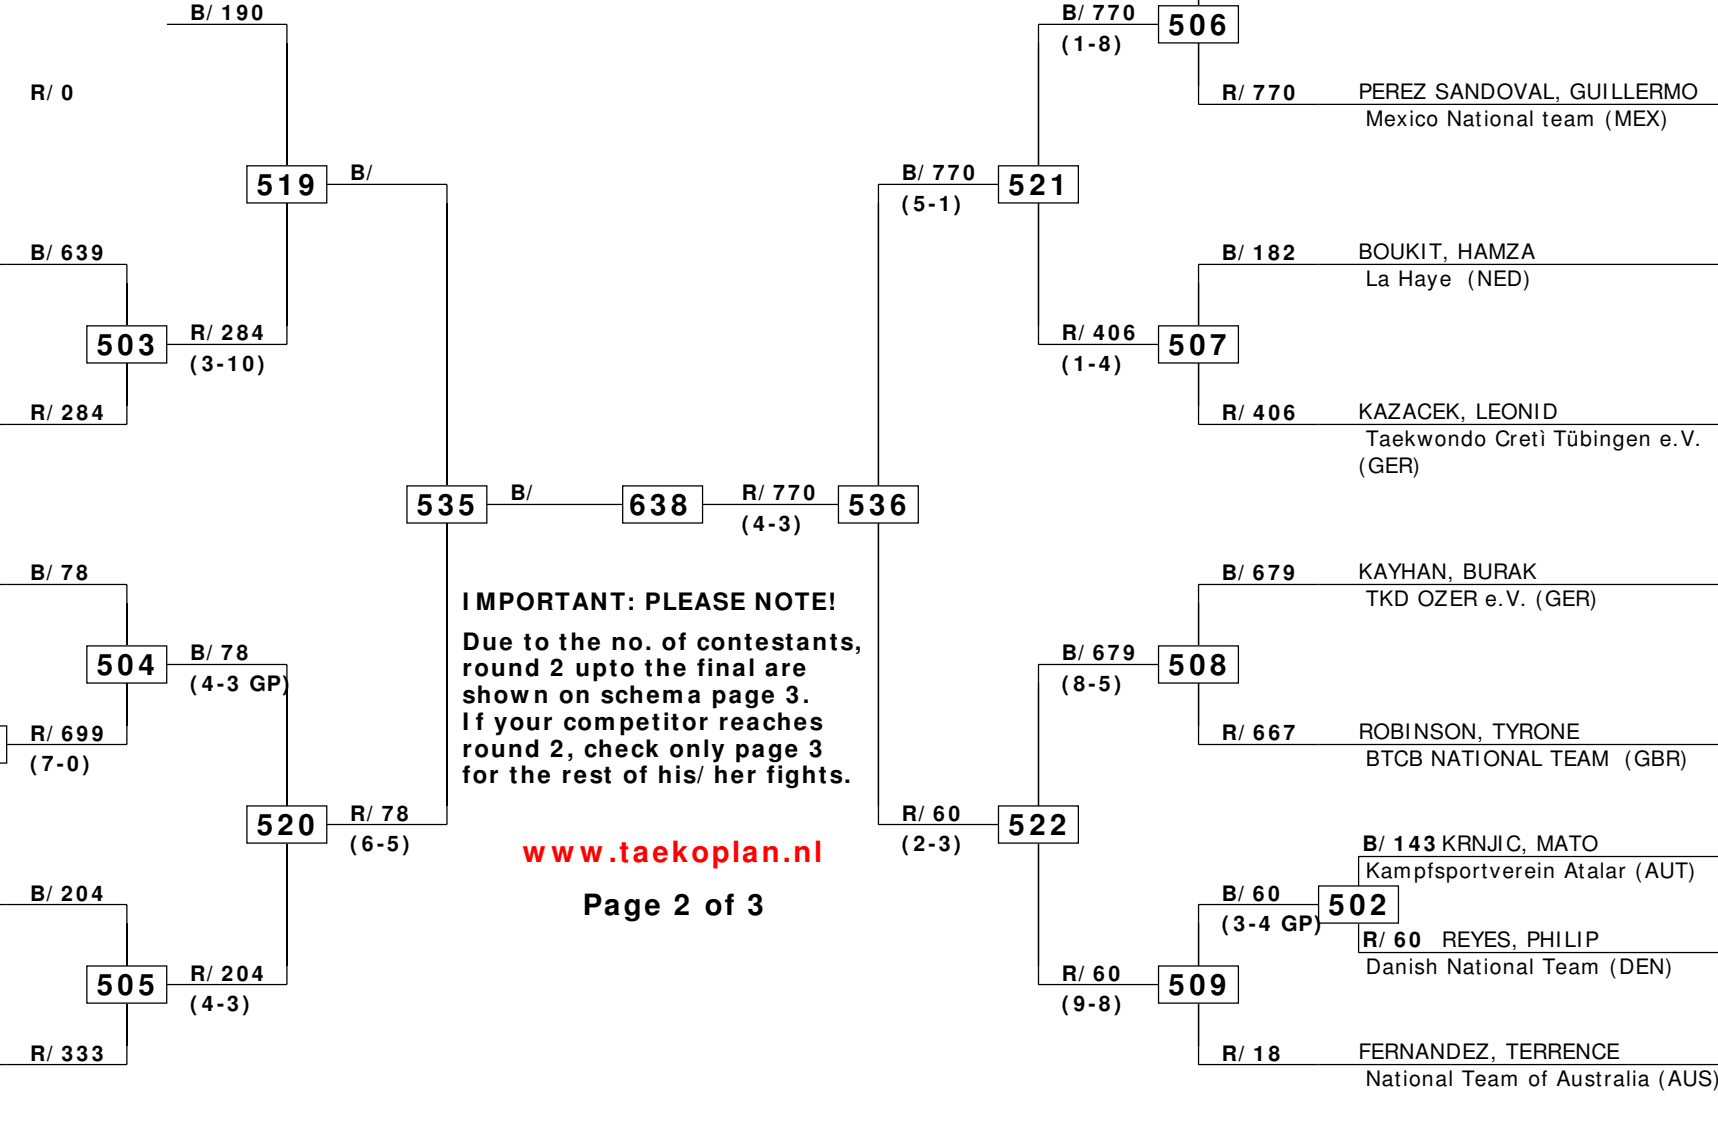 B/ 190
R/ 0
519
B/
B/ 639
503
R/ 284
(3-10)
R/ 284
535
B/
638
R/ 770
(4-3)
536
B/ 78
504
B/ 78
(4-3 GP)
R/ 699
(7-0)
520
R/ 78
(6-5)
B/ 204
505
R/ 204
(4-3)
R/ 333
IMPORTANT: PLEASE NOTE!
Due to the no. of contestants,
round 2 upto the final are
shown on schema page 3.
If your competitor reaches
round 2, check only page 3
for the rest of his/ her fights.
www.taekoplan.nl
Page 2 of 3
B/ 770
(1-8)
506
R/ 770
PEREZ SANDOVAL, GUILLERMO
Mexico National team (MEX)
B/ 770
(5-1)
521
B/ 182
BOUKIT, HAMZA
La Haye (NED)
R/ 406
(1-4)
507
R/ 406
KAZACEK, LEONID
Taekwondo Cretì Tübingen e.V.
(GER)
B/ 679
KAYHAN, BURAK
TKD OZER e.V. (GER)
B/ 679
(8-5)
508
R/ 667
ROBINSON, TYRONE
BTCB NATIONAL TEAM (GBR)
R/ 60
(2-3)
522
B/ 143 KRNJIC, MATO
Kampfsportverein Atalar (AUT)
B/ 60
(3-4 GP)
502
R/ 60 REYES, PHILIP
Danish National Team (DEN)
R/ 60
(9-8)
509
R/ 18
FERNANDEZ, TERRENCE
National Team of Australia (AUS)